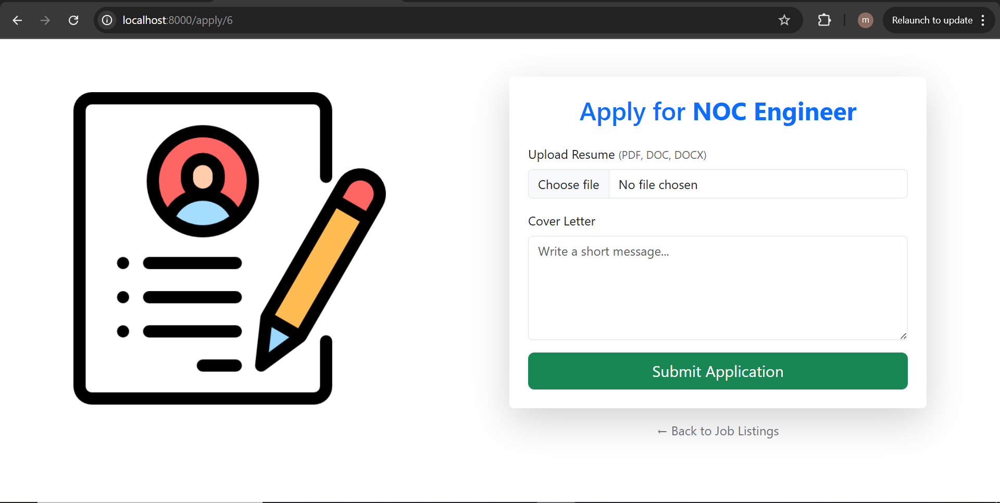 localhost:8000/apply/6
m
Relaunch to update
Apply for NOC Engineer
Upload Resume (PDF, DOC, DOCX)
Choose file No file chosen
Cover Letter
Write a short message...
Submit Application
← Back to Job Listings